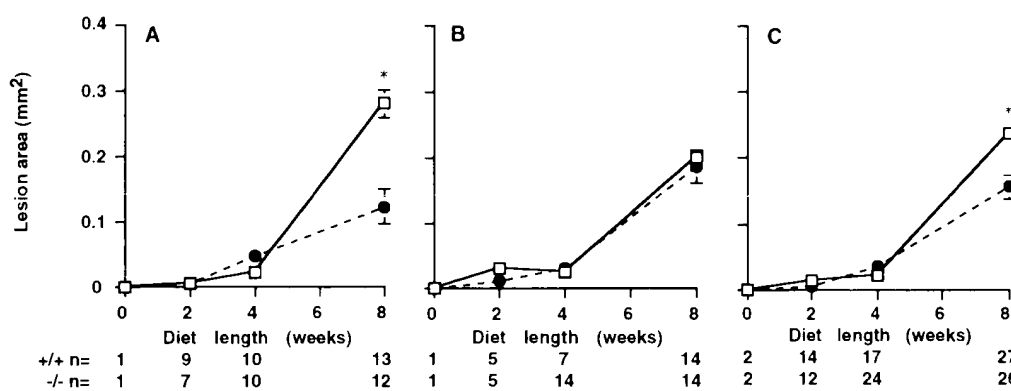 A B C
0.4
0.3
0.2
0.1
0
Lesion area (mm²)
* *
0 2 4 6 8 0 2 4 6 8 0 2 4 6 8
Diet length (weeks) Diet length (weeks) Diet length (weeks)
+/+ n= 1 9 10 13 1 5 7 14 2 14 17 27
-/- n= 1 7 10 12 1 5 14 14 2 12 24 26